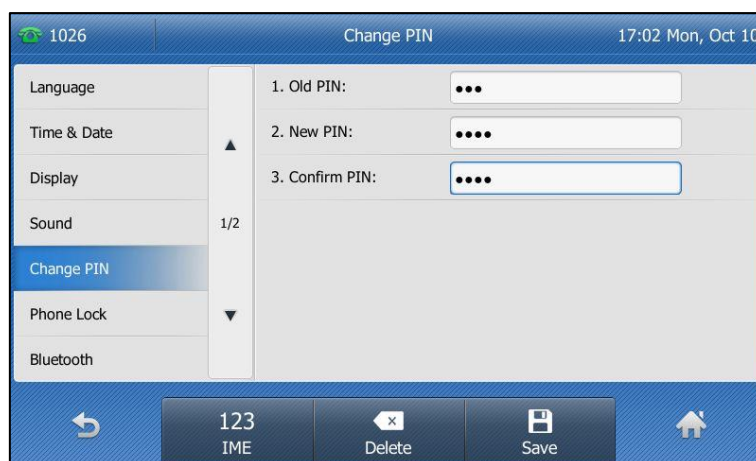 1026 Change PIN 17:02 Mon, Oct 10
Language 1. Old PIN: •••
Time & Date 2. New PIN: ••••
Display 3. Confirm PIN: ••••
Sound 1/2
Change PIN
Phone Lock
Bluetooth
123
IME Delete Save